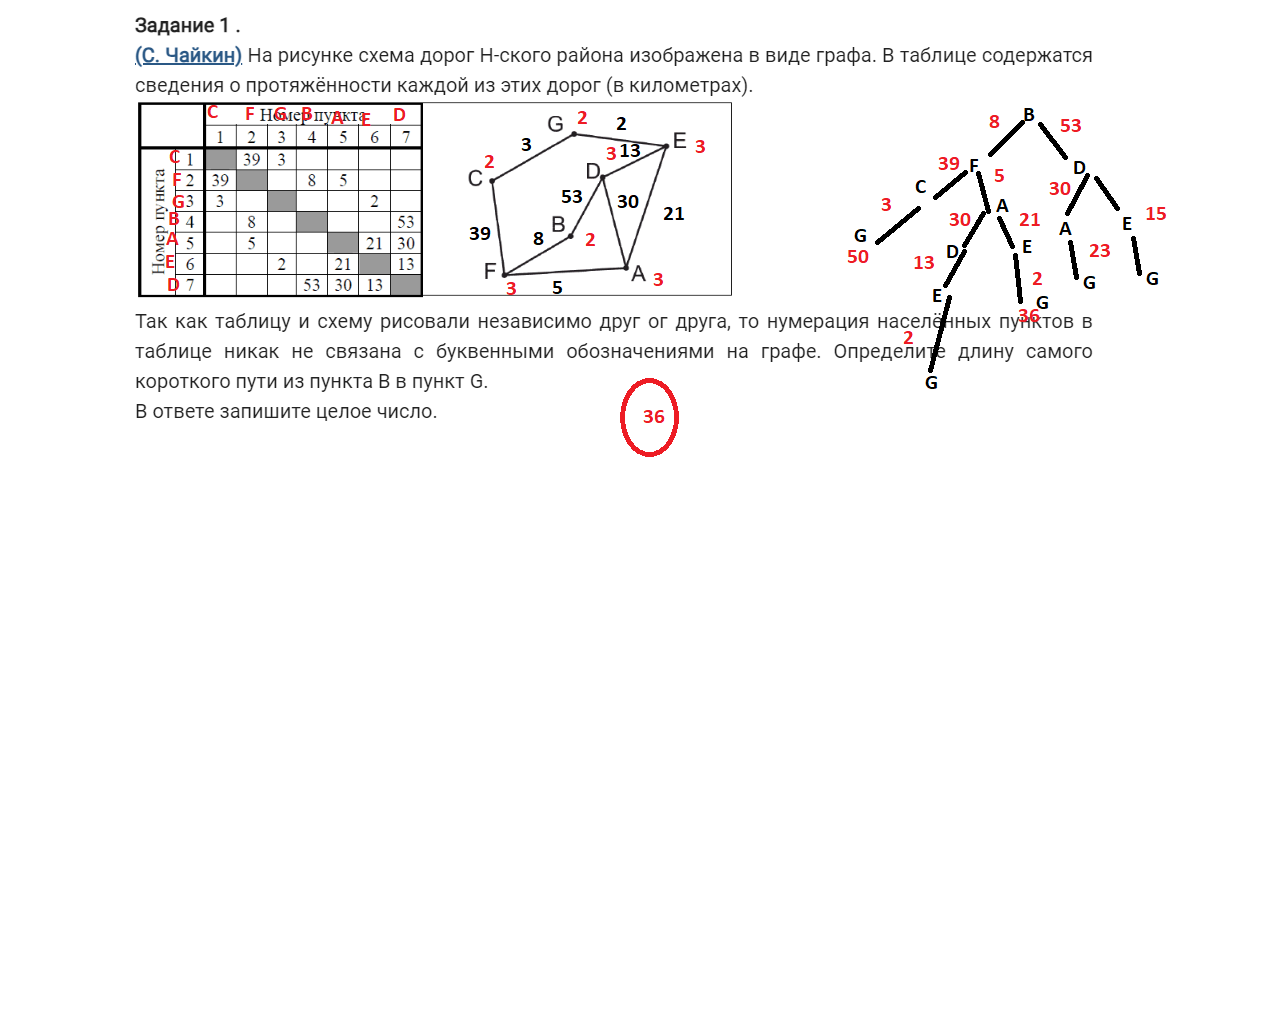 Задание 1 .
(С. Чайкин) На рисунке схема дорог Н-ского района изображена в виде графа. В таблице содержатся
сведения о протяжённости каждой из этих дорог (в километрах).
Номер пункта
C F G B A E D
1 2 3 4 5 6 7
Номер пункта
C 1 39 3
F 2 39 8 5
G 3 3 2
B 4 8 53
A 5 5 21 30
E 6 2 21 13
D 7 53 30 13
G 2 2
E 3
3
3 13
C 2
D
53 30
21
B 2
39
8
F 3
5
A 3
B
8 53
39 F 5
D
C
30
A
G 3
50
30 21
A
E 15
D
13
E
23
G
G
E
2
G
36
2
G
Так как таблицу и схему рисовали независимо друг ог друга, то нумерация населённых пунктов в
таблице никак не связана с буквенными обозначениями на графе. Определите длину самого
короткого пути из пункта B в пункт G.
В ответе запишите целое число.
36